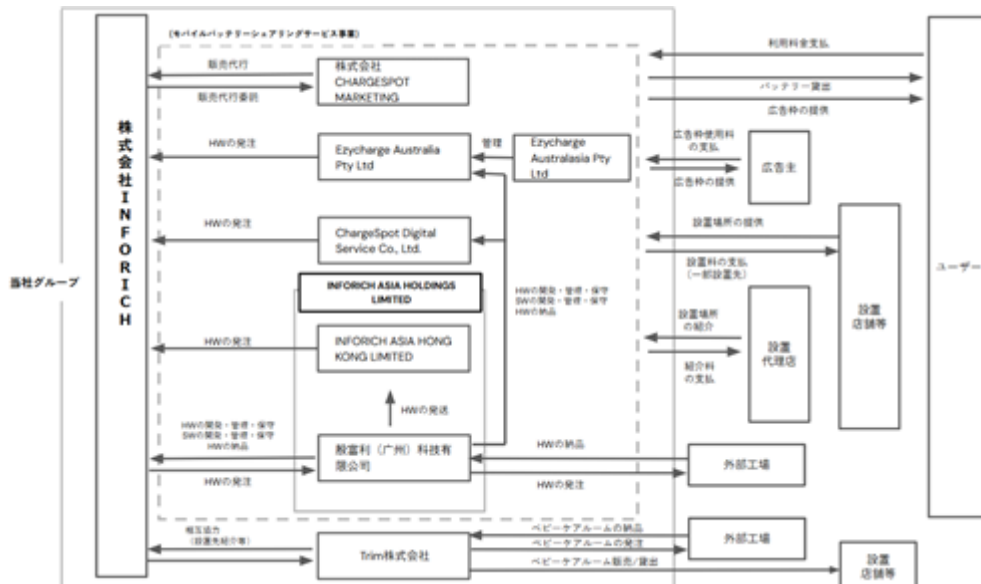 (モバイルバッテリーシェアリングサービス事業)
販売代行
株式会社
CHARGESPOT
MARKETING
販売代行委託
利用料金支払
バッテリー貸出
広告枠の提供
HWの発注
Ezycharge Australia
Pty Ltd
管理
Ezycharge
Australasia Pty
Ltd
広告枠使用料
の支払
広告枠の提供
広告主
株式会社INFORICH
HWの発注
ChargeSpot Digital
Service Co., Ltd.
設置場所の提供
設置料の支払
(一部設置先)
当社グループ
ユーザー
INFORICH ASIA HOLDINGS
LIMITED
HWの開発・管理・保守
SWの開発・管理・保守
HWの納品
設置
店舗等
HWの発注
INFORICH ASIA HONG
KONG LIMITED
設置場所
の紹介
設置
代理店
紹介料
の支払
HWの発送
HWの開発・管理・保守
SWの開発・管理・保守
HWの納品
殷富利(广州)科技有
限公司
HWの納品
外部工場
HWの発注
HWの発注
相互協力
(設置先紹介等)
Trim株式会社
ベビーケアルームの納品
ベビーケアルームの発注
ベビーケアルーム販売/貸出
外部工場
設置
店舗等